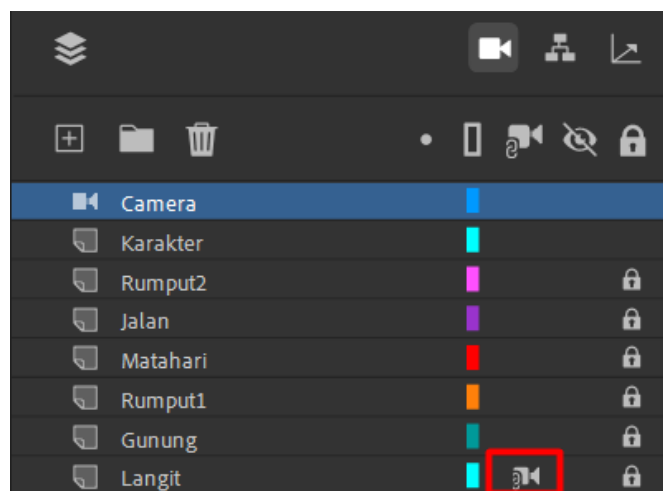 Camera
Karakter
Rumput2
Jalan
Matahari
Rumput1
Gunung
Langit